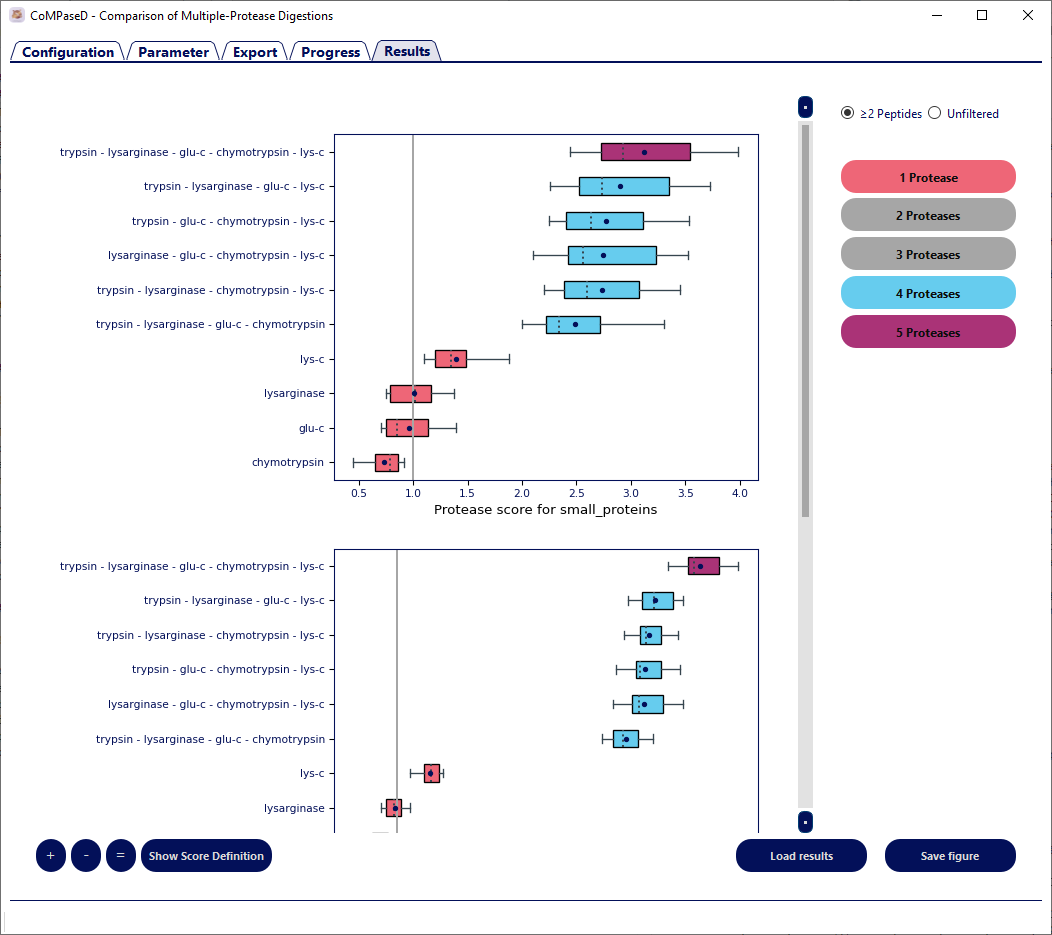 CoMPaseD - Comparison of Multiple-Protease Digestions
Configuration
Parameter
Export
Progress
Results
≥2 Peptides
Unfiltered
1 Protease
2 Proteases
3 Proteases
4 Proteases
5 Proteases
trypsin - lysarginase - glu-c - chymotrypsin - lys-c
trypsin - lysarginase - glu-c - lys-c
trypsin - glu-c - chymotrypsin - lys-c
lysarginase - glu-c - chymotrypsin - lys-c
trypsin - lysarginase - chymotrypsin - lys-c
trypsin - lysarginase - glu-c - chymotrypsin
lys-c
lysarginase
glu-c
chymotrypsin
0.5 1.0 1.5 2.0 2.5 3.0 3.5 4.0
Protease score for small_proteins
trypsin - lysarginase - glu-c - chymotrypsin - lys-c
trypsin - lysarginase - glu-c - lys-c
trypsin - lysarginase - chymotrypsin - lys-c
trypsin - glu-c - chymotrypsin - lys-c
lysarginase - glu-c - chymotrypsin - lys-c
trypsin - lysarginase - glu-c - chymotrypsin
lys-c
lysarginase
+ - = Show Score Definition
Load results
Save figure